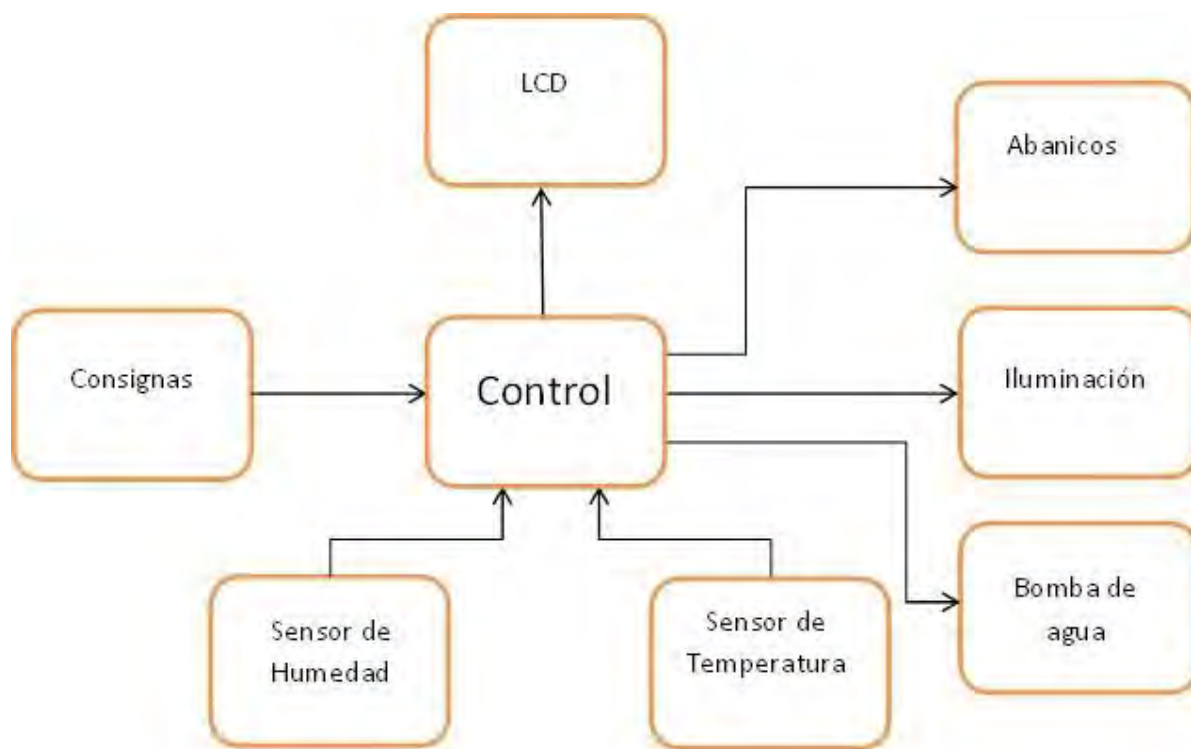 LCD
Abanicos
Consignas
Control
Iluminación
Sensor de
Humedad
Sensor de
Temperatura
Bomba de
agua